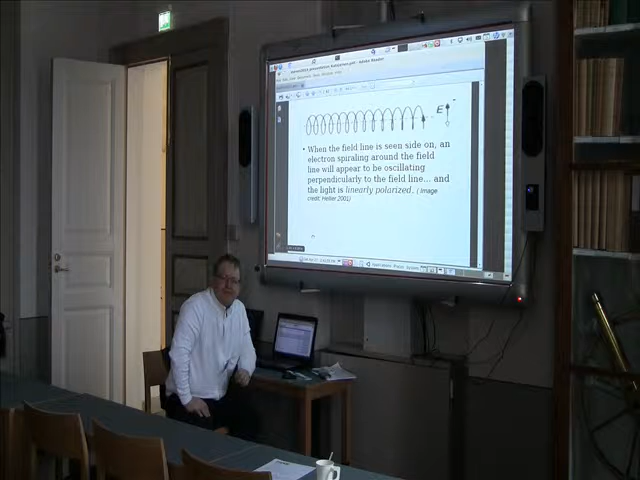 E
• When the field line is seen side on, an
electron spiraling around the field
line will appear to be oscillating
perpendicularly to the field line... and
the light is linearly polarized. (Image
credit: Hellier 2001)